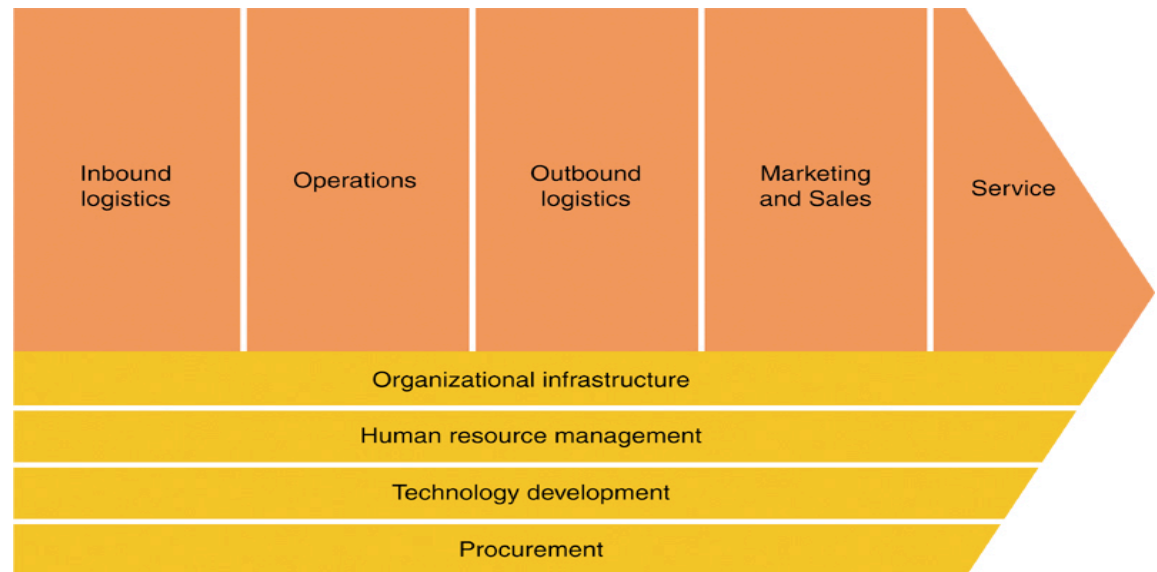 Inbound
logistics
Operations
Outbound
logistics
Marketing
and Sales
Service
Organizational infrastructure
Human resource management
Technology development
Procurement